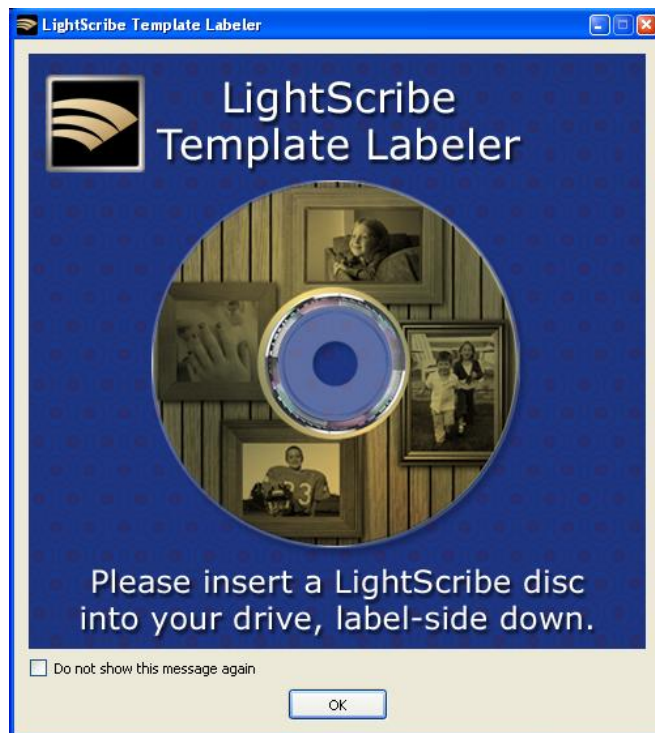 LightScribe Template Labeler
LightScribe
Template Labeler
Please insert a LightScribe disc
into your drive, label-side down.
Do not show this message again
OK